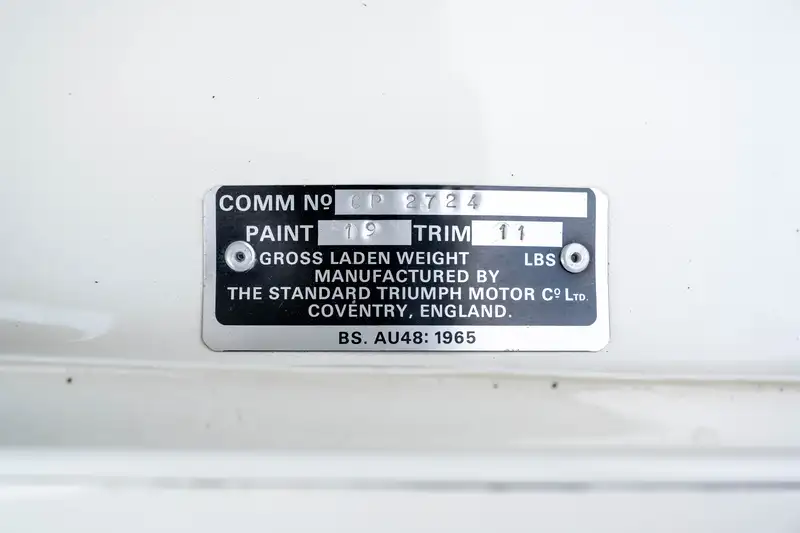 COMM Nº CP 2724
PAINT 19 TRIM 11
GROSS LADEN WEIGHT LBS
MANUFACTURED BY
THE STANDARD TRIUMPH MOTOR Cº LTD.
COVENTRY, ENGLAND.
BS. AU48: 1965